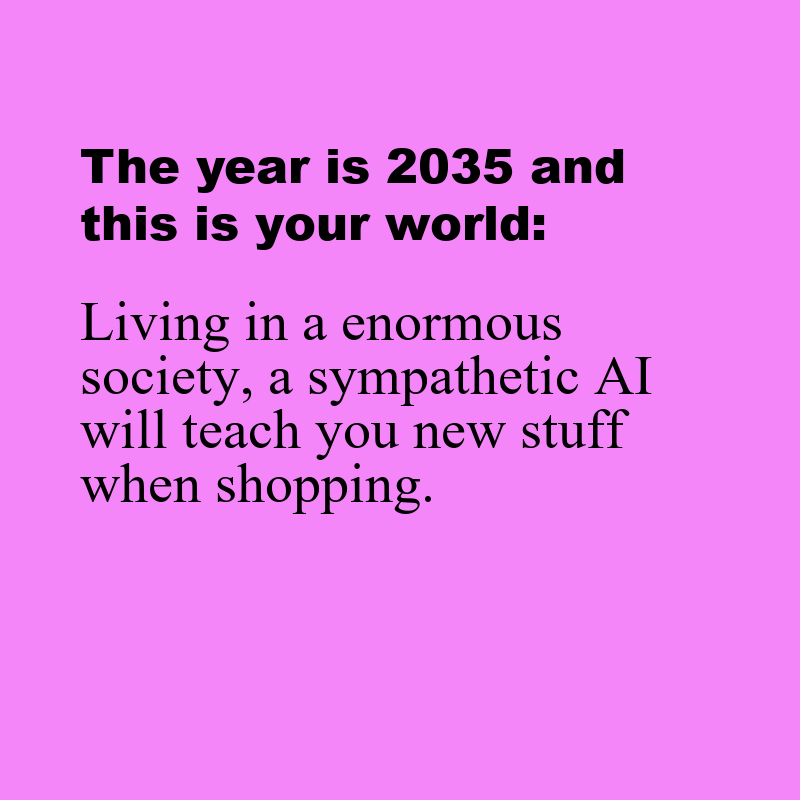 The year is 2035 and
this is your world:
Living in a enormous
society, a sympathetic AI
will teach you new stuff
when shopping.